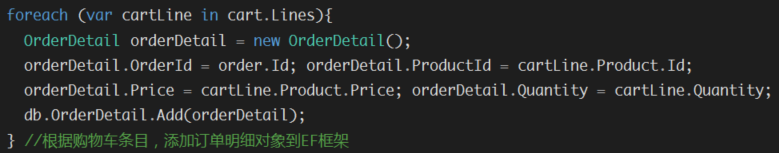 foreach (var cartLine in cart.Lines){
OrderDetail orderDetail = new OrderDetail();
orderDetail.OrderId = order.Id; orderDetail.ProductId = cartLine.Product.Id;
orderDetail.Price = cartLine.Product.Price; orderDetail.Quantity = cartLine.Quantity;
db.OrderDetail.Add(orderDetail);
} //根据购物车条目，添加订单明细对象到EF框架